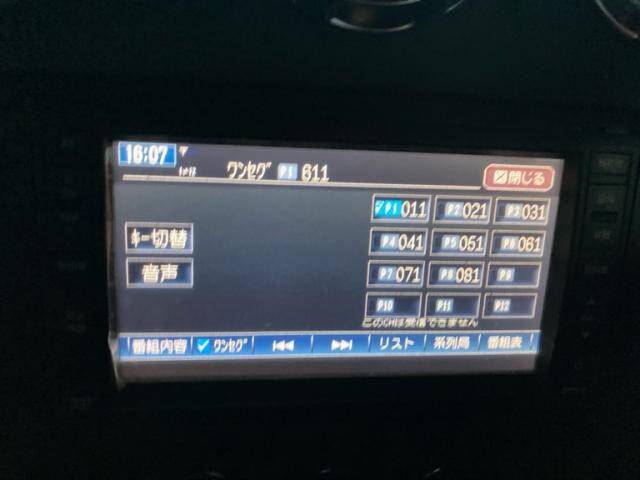 16:07
ワンセグ P1 611
閉じる
P1 011 P2 021 P3 031
キー切替 P4 041 P5 051 P6 061
音声 P7 071 P8 081 P9
P10 P11 P12
このCHは受信できません
番組内容 ワンセグ リスト 系列局 番組表